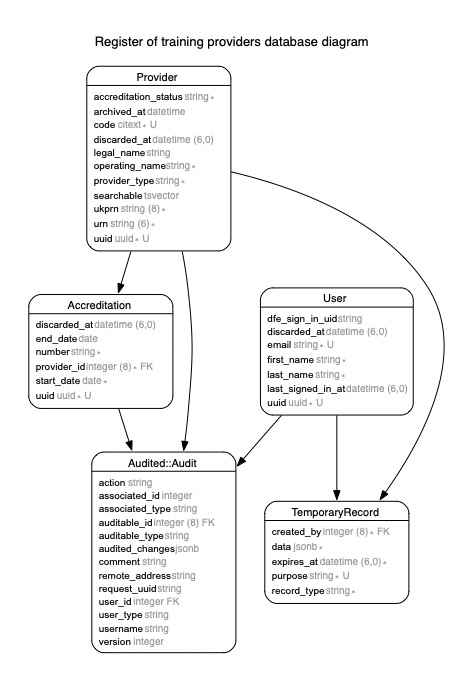 Register of training providers database diagram
Provider
accreditation_status string ∗
archived_at datetime
code citext ∗ U
discarded_at datetime (6,0)
legal_name string
operating_name string ∗
provider_type string ∗
searchable tsvector
ukprn string (8) ∗
urn string (6) ∗
uuid uuid ∗ U
Accreditation
discarded_at datetime (6,0)
end_date date
number string ∗
provider_id integer (8) ∗ FK
start_date date ∗
uuid uuid ∗ U
User
dfe_sign_in_uid string
discarded_at datetime (6,0)
email string ∗ U
first_name string ∗
last_name string ∗
last_signed_in_at datetime (6,0)
uuid uuid ∗ U
Audited::Audit
action string
associated_id integer
associated_type string
auditable_id integer (8) FK
auditable_type string
audited_changes jsonb
comment string
remote_address string
request_uuid string
user_id integer FK
user_type string
username string
version integer
TemporaryRecord
created_by integer (8) ∗ FK
data jsonb ∗
expires_at datetime (6,0) ∗
purpose string ∗ U
record_type string ∗